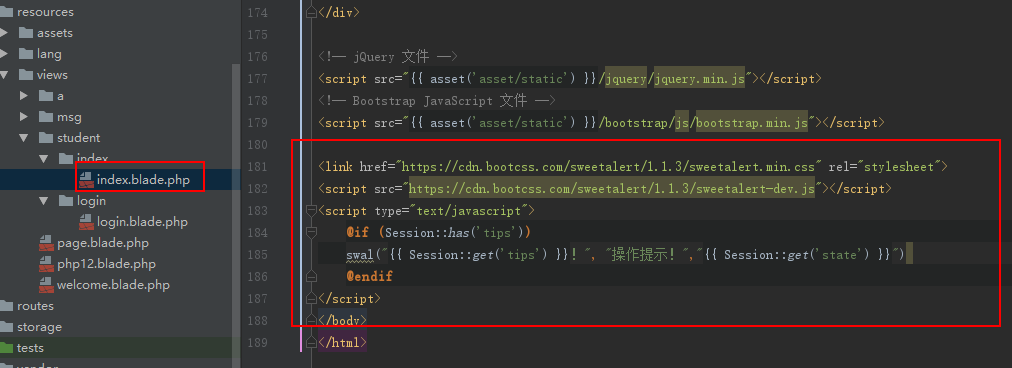 resources
assets
lang
views
a
msg
student
index
index.blade.php
login
login.blade.php
page.blade.php
php12.blade.php
welcome.blade.php
routes
storage
tests
174 </div>
175
176 <!-- jQuery 文件 -->
177 <script src="{{ asset('asset/static') }}/jquery/jquery.min.js"></script>
178 <!-- Bootstrap JavaScript 文件 -->
179 <script src="{{ asset('asset/static') }}/bootstrap/js/bootstrap.min.js"></script>
180
181 <link href="https://cdn.bootcss.com/sweetalert/1.1.3/sweetalert.min.css" rel="stylesheet">
182 <script src="https://cdn.bootcss.com/sweetalert/1.1.3/sweetalert-dev.js"></script>
183 <script type="text/javascript">
184 @if (Session::has('tips'))
185 swal("{{ Session::get('tips') }}！", "操作提示！","{{ Session::get('state') }}")
186 @endif
187 </script>
188 </body>
189 </html>